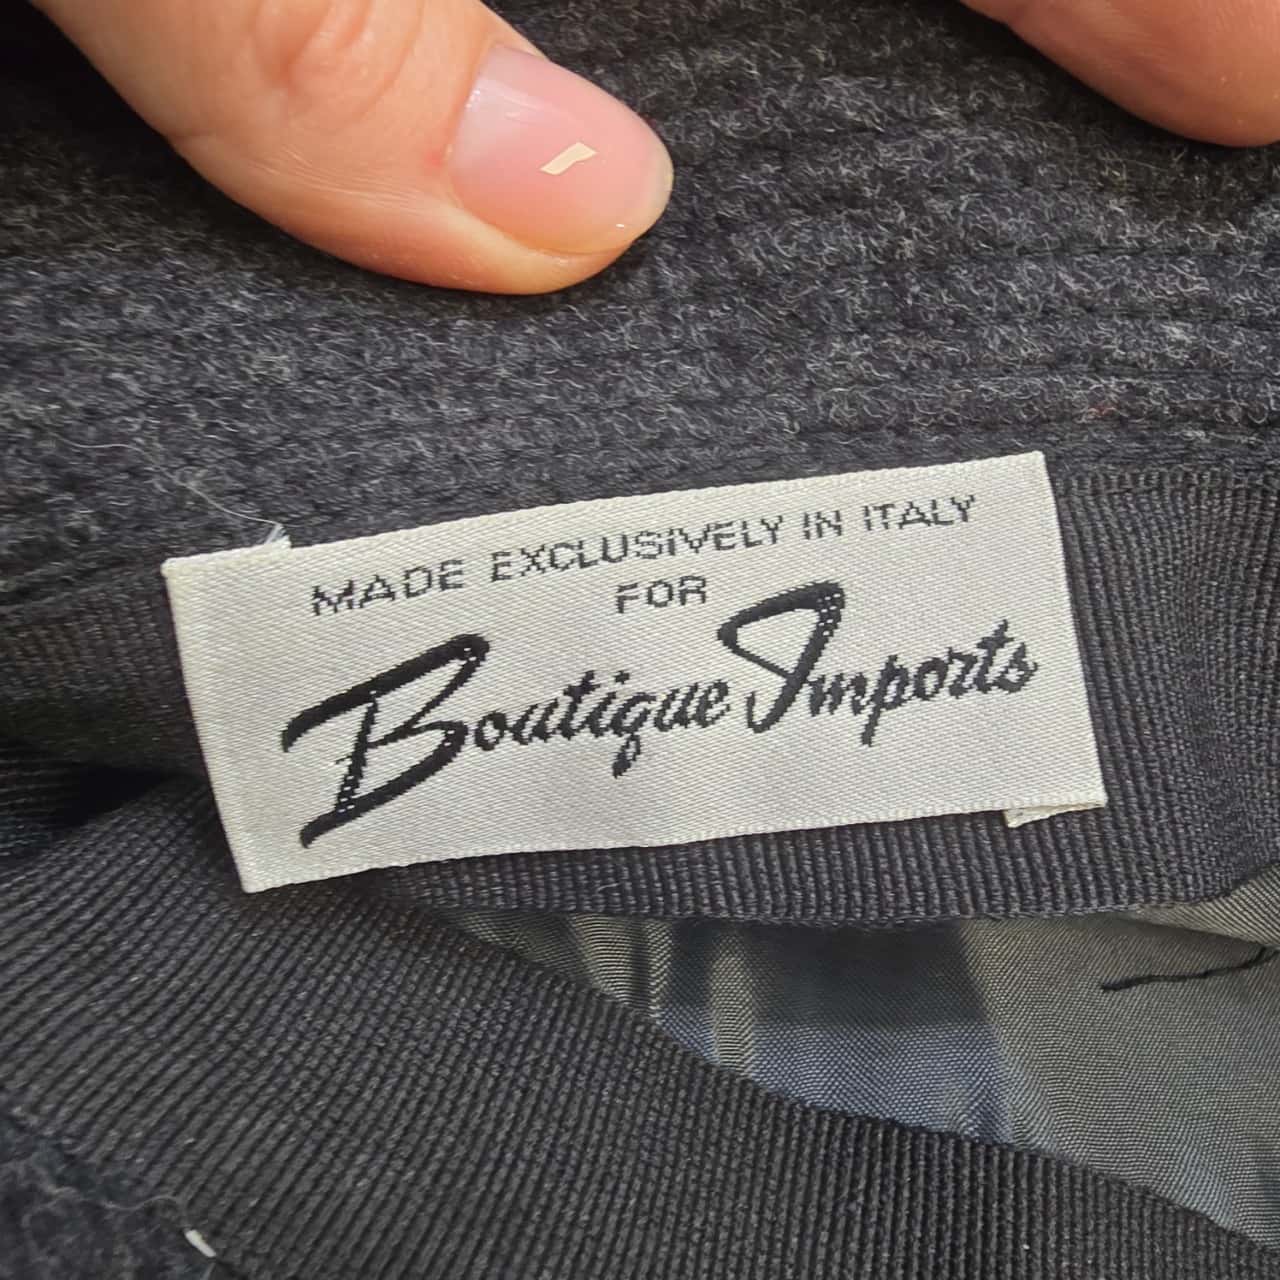 MADE EXCLUSIVELY IN ITALY
FOR
Boutique Imports